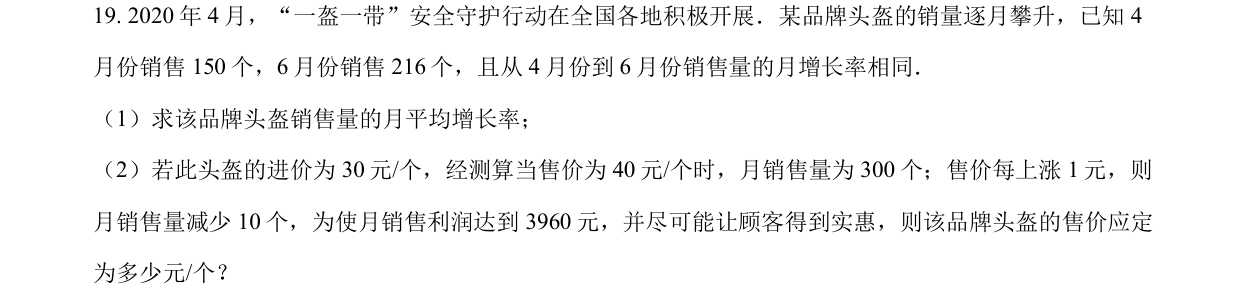 19. 2020 年 4 月，“一盔一带”安全守护行动在全国各地积极开展．某品牌头盔的销量逐月攀升，已知 4
月份销售 150 个，6 月份销售 216 个，且从 4 月份到 6 月份销售量的月增长率相同．
（1）求该品牌头盔销售量的月平均增长率；
（2）若此头盔的进价为 30 元/个，经测算当售价为 40 元/个时，月销售量为 300 个；售价每上涨 1 元，则
月销售量减少 10 个，为使月销售利润达到 3960 元，并尽可能让顾客得到实惠，则该品牌头盔的售价应定
为多少元/个？